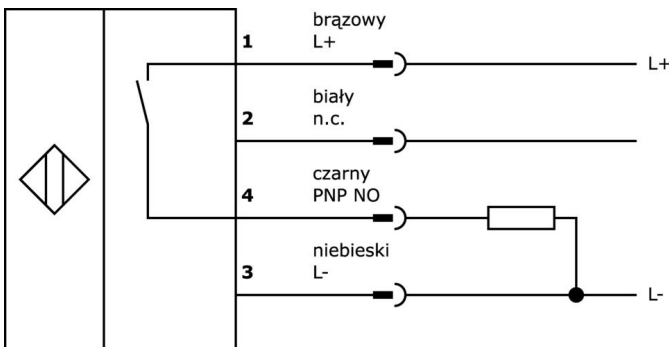 brązowy
1 L+
L+
biały
2 n.c.
czarny
4 PNP NO
niebieski
3 L-
L-